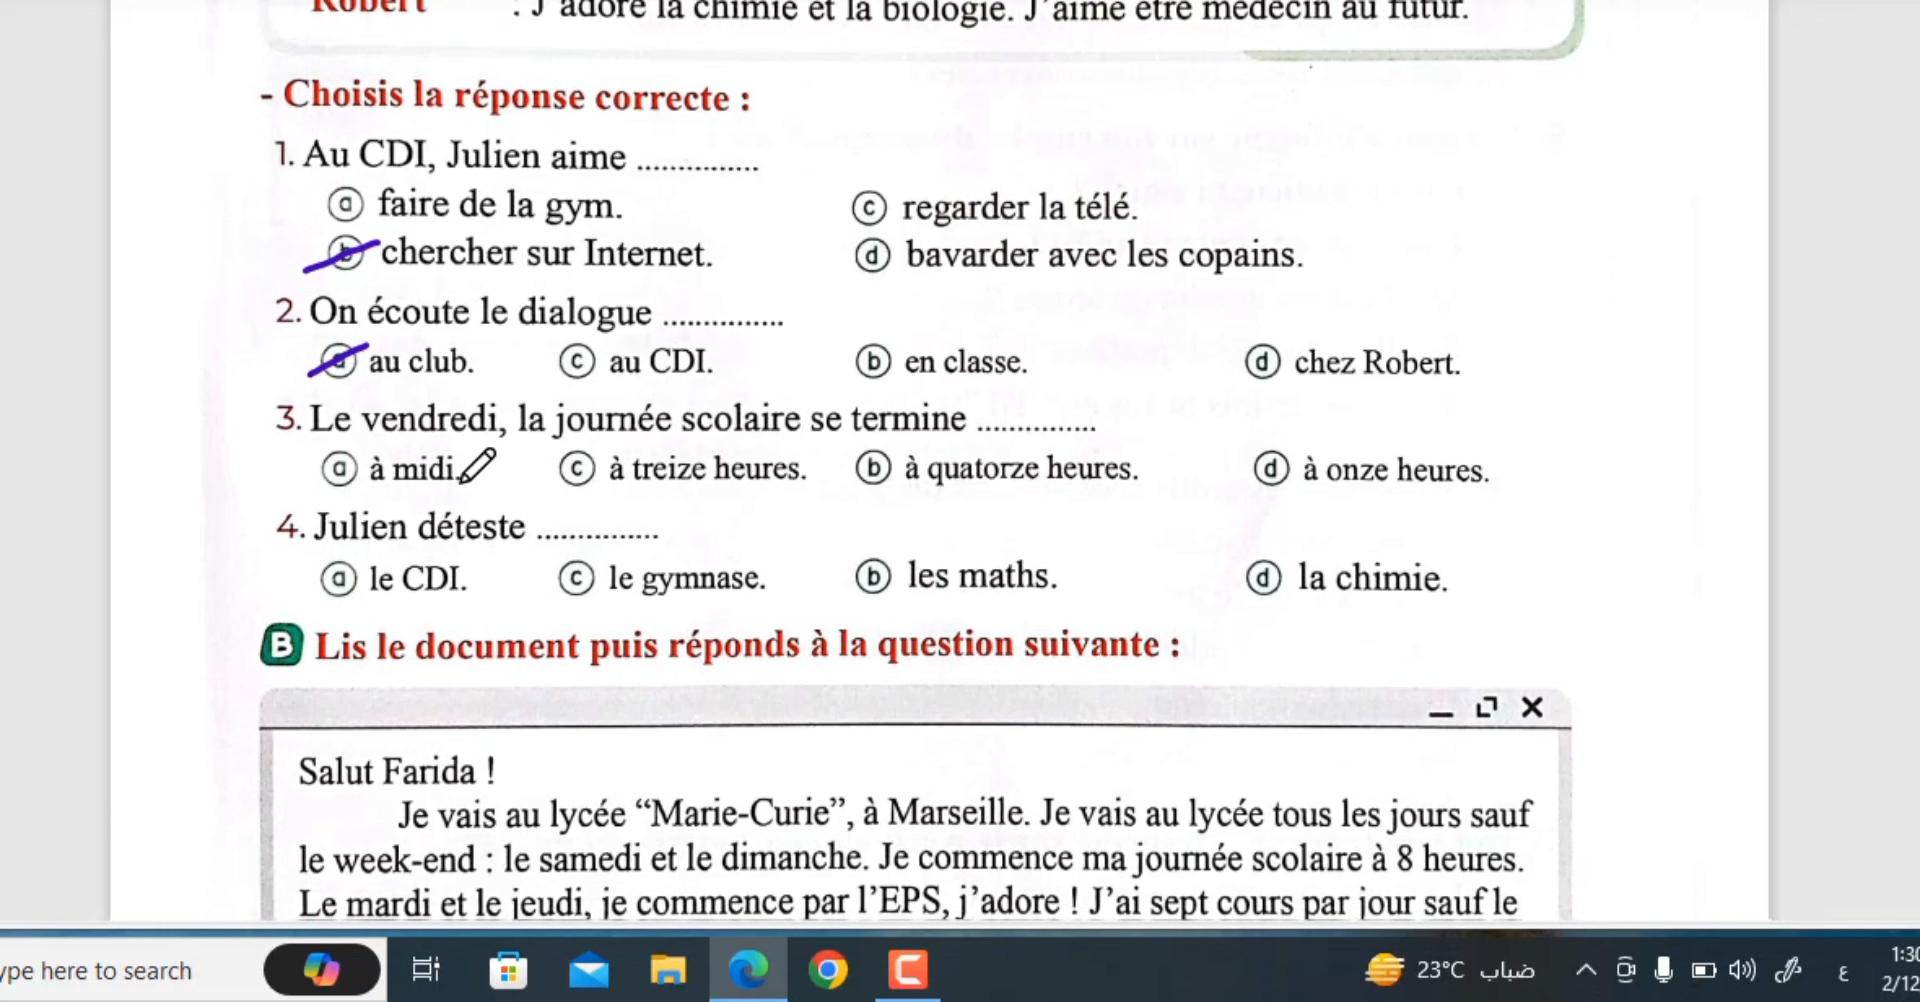 Robert : J'adore la chimie et la biologie. J'aime être médecin au futur.
- Choisis la réponse correcte :
1. Au CDI, Julien aime ..............
a faire de la gym. c regarder la télé.
b chercher sur Internet. d bavarder avec les copains.
2. On écoute le dialogue ..............
a au club. c au CDI. b en classe. d chez Robert.
3. Le vendredi, la journée scolaire se termine ..............
a à midi. c à treize heures. b à quatorze heures. d à onze heures.
4. Julien déteste ..............
a le CDI. c le gymnase. b les maths. d la chimie.
B Lis le document puis réponds à la question suivante :
Salut Farida !
Je vais au lycée “Marie-Curie”, à Marseille. Je vais au lycée tous les jours sauf
le week-end : le samedi et le dimanche. Je commence ma journée scolaire à 8 heures.
Le mardi et le jeudi, je commence par l'EPS, j'adore ! J'ai sept cours par jour sauf le
ype here to search 23°C ضباب ع 1:30
2/12